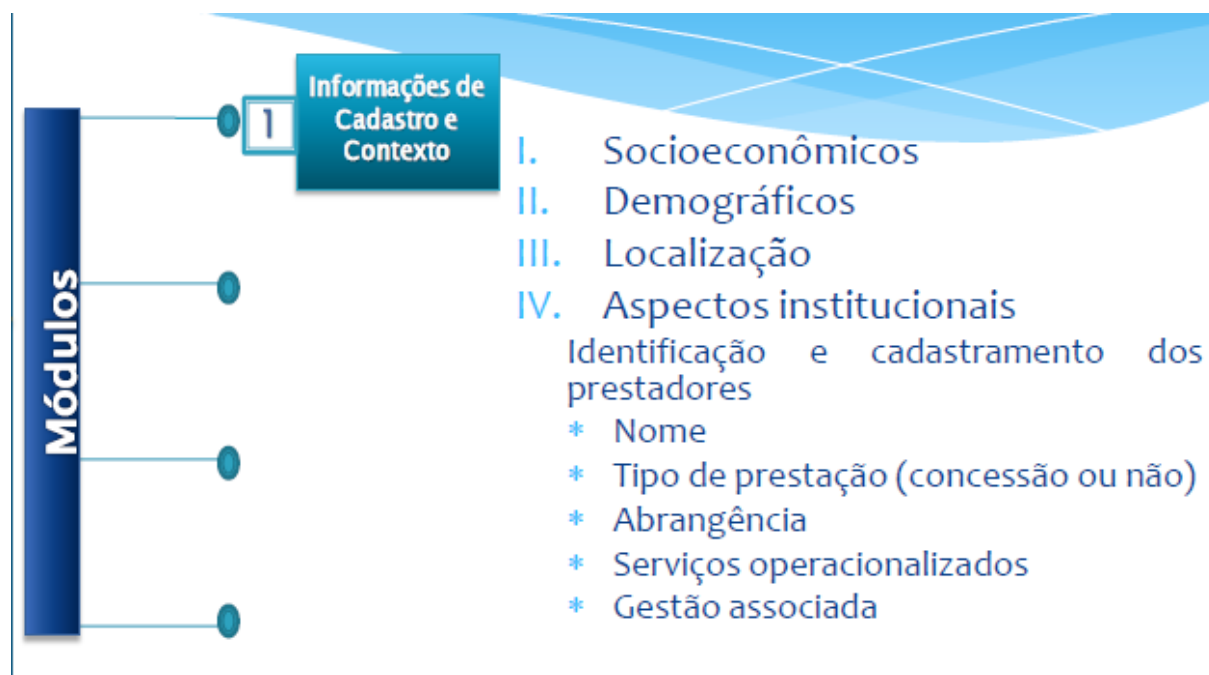 Módulos
1
Informações de
Cadastro e
Contexto
I. Socioeconômicos
II. Demográficos
III. Localização
IV. Aspectos institucionais
Identificação e cadastramento dos
prestadores
* Nome
* Tipo de prestação (concessão ou não)
* Abrangência
* Serviços operacionalizados
* Gestão associada